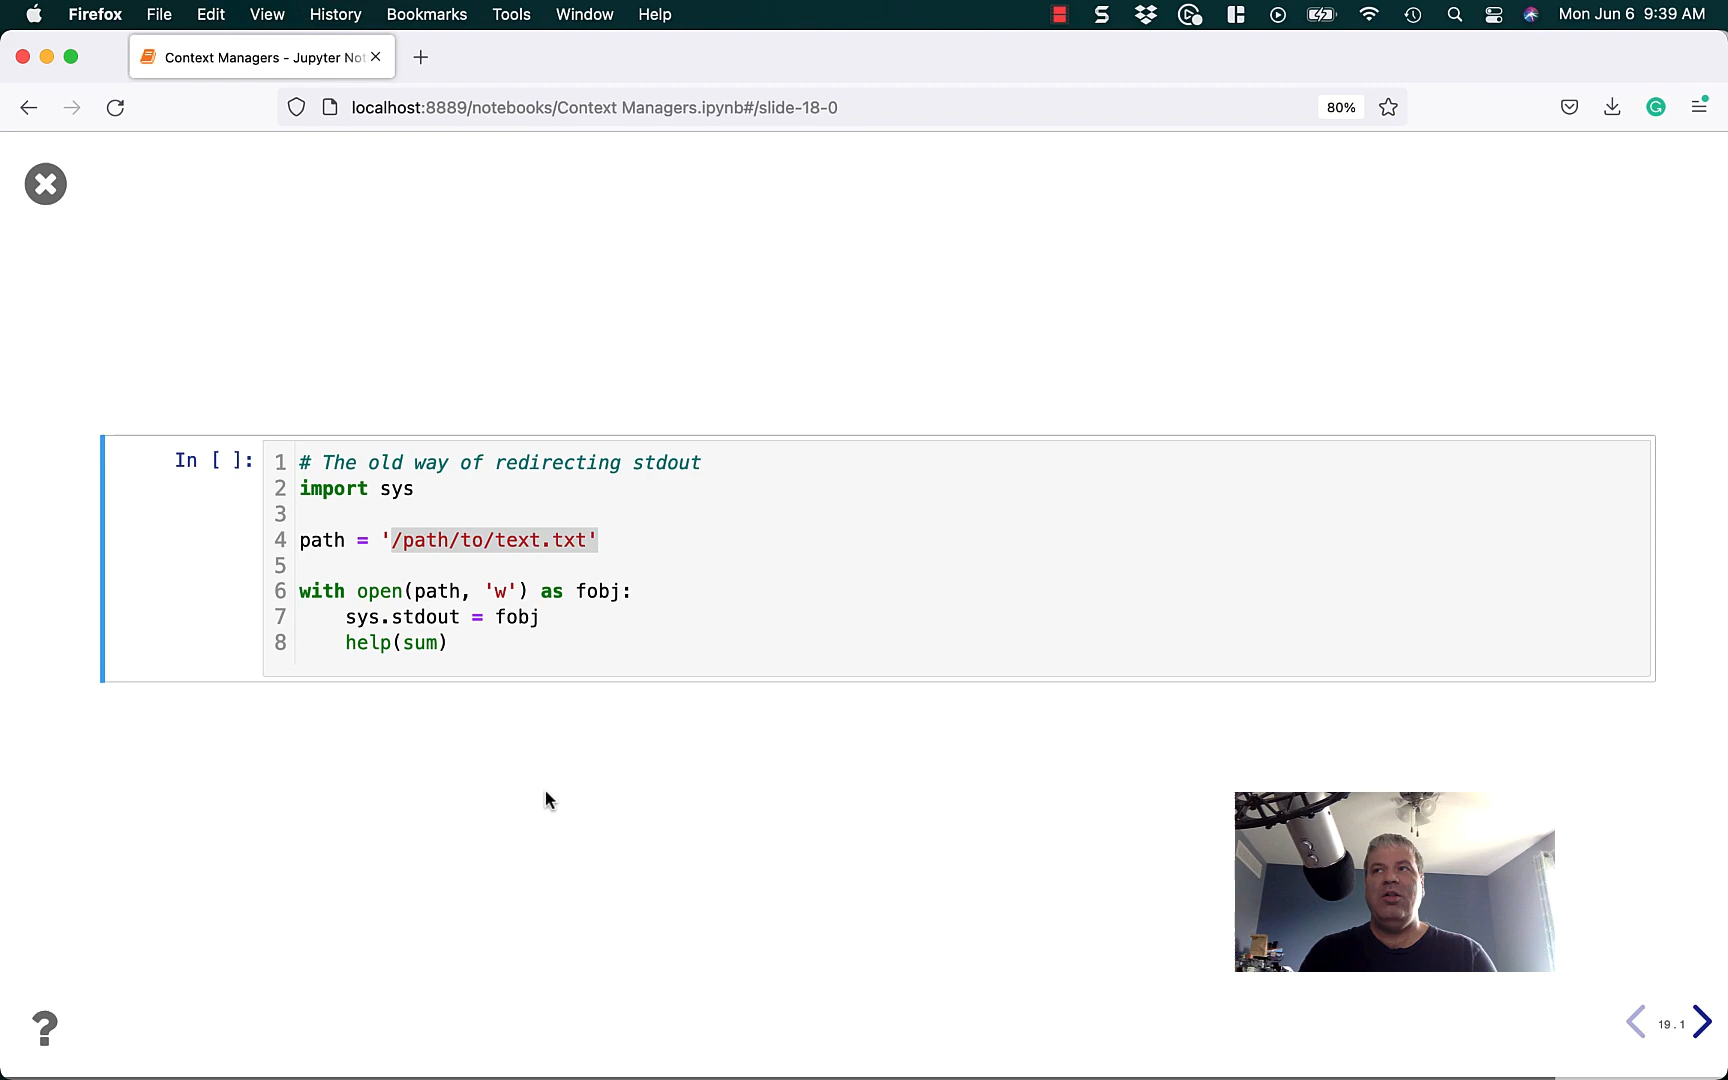 Firefox File Edit View History Bookmarks Tools Window Help Mon Jun 6 9:39 AM
Context Managers - Jupyter Not
localhost:8889/notebooks/Context Managers.ipynb#/slide-18-0 80%
In [ ]:
1 # The old way of redirecting stdout
2 import sys
3
4 path = '/path/to/text.txt'
5
6 with open(path, 'w') as fobj:
7 sys.stdout = fobj
8 help(sum)
?
19.1